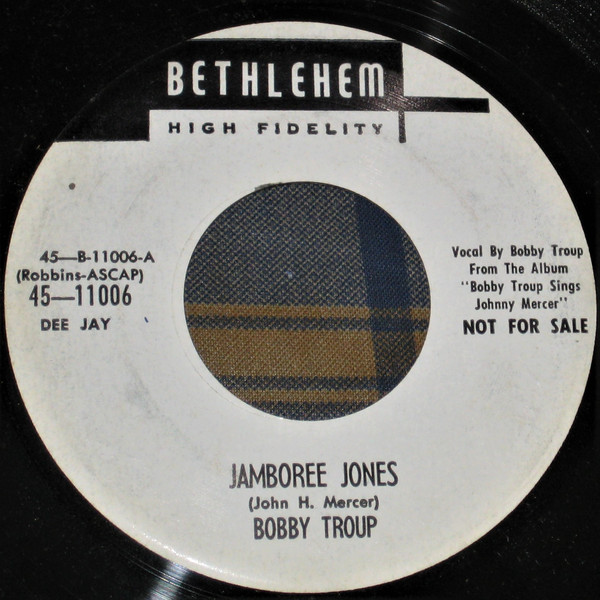 BETHLEHEM
HIGH FIDELITY
45—B-11006-A
(Robbins-ASCAP)
45—11006
DEE JAY
Vocal By Bobby Troup
From The Album
"Bobby Troup Sings
Johnny Mercer"
NOT FOR SALE
JAMBOREE JONES
(John H. Mercer)
BOBBY TROUP